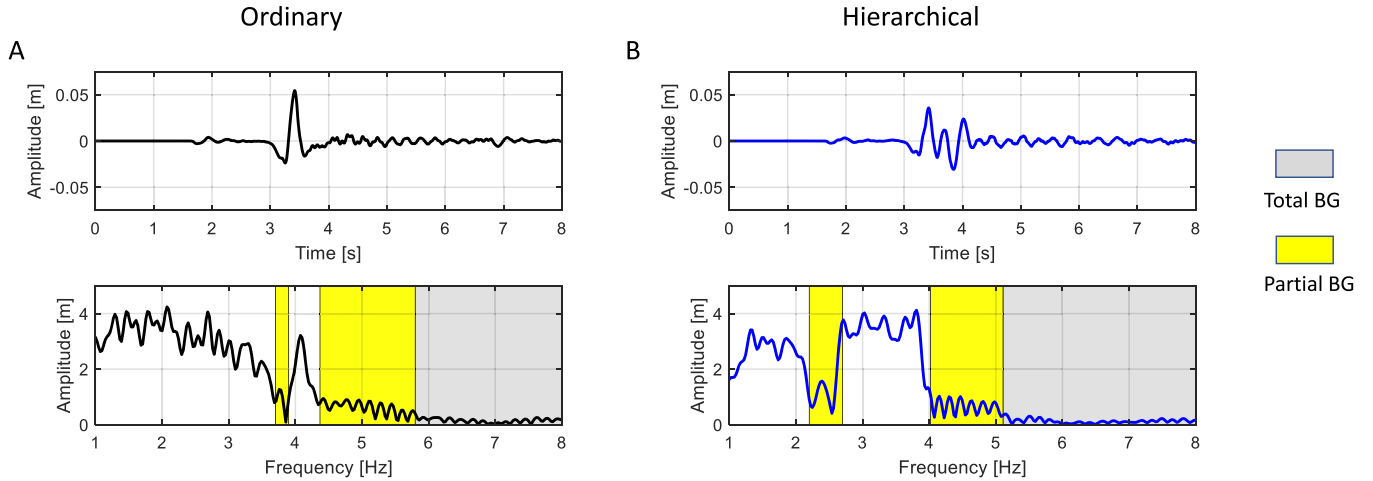 Ordinary
Hierarchical
A
B
Amplitude [m]
0.05
0
-0.05
0 1 2 3 4 5 6 7 8
Time [s]
Amplitude [m]
0.05
0
-0.05
0 1 2 3 4 5 6 7 8
Time [s]
Total BG
Partial BG
Amplitude [m]
4
2
0
1 2 3 4 5 6 7 8
Frequency [Hz]
Amplitude [m]
4
2
0
1 2 3 4 5 6 7 8
Frequency [Hz]